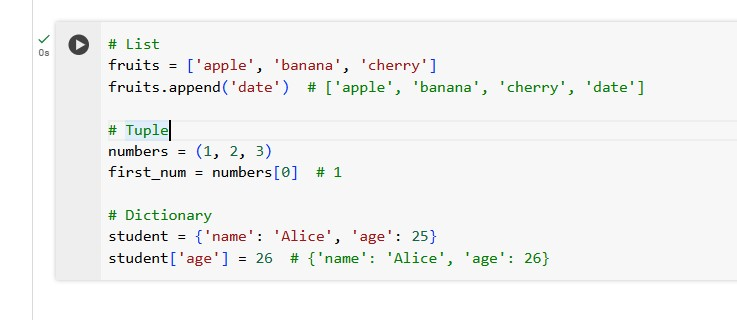 0s
# List
fruits = ['apple', 'banana', 'cherry']
fruits.append('date')  # ['apple', 'banana', 'cherry', 'date']
# Tuple
numbers = (1, 2, 3)
first_num = numbers[0]  # 1
# Dictionary
student = {'name': 'Alice', 'age': 25}
student['age'] = 26  # {'name': 'Alice', 'age': 26}